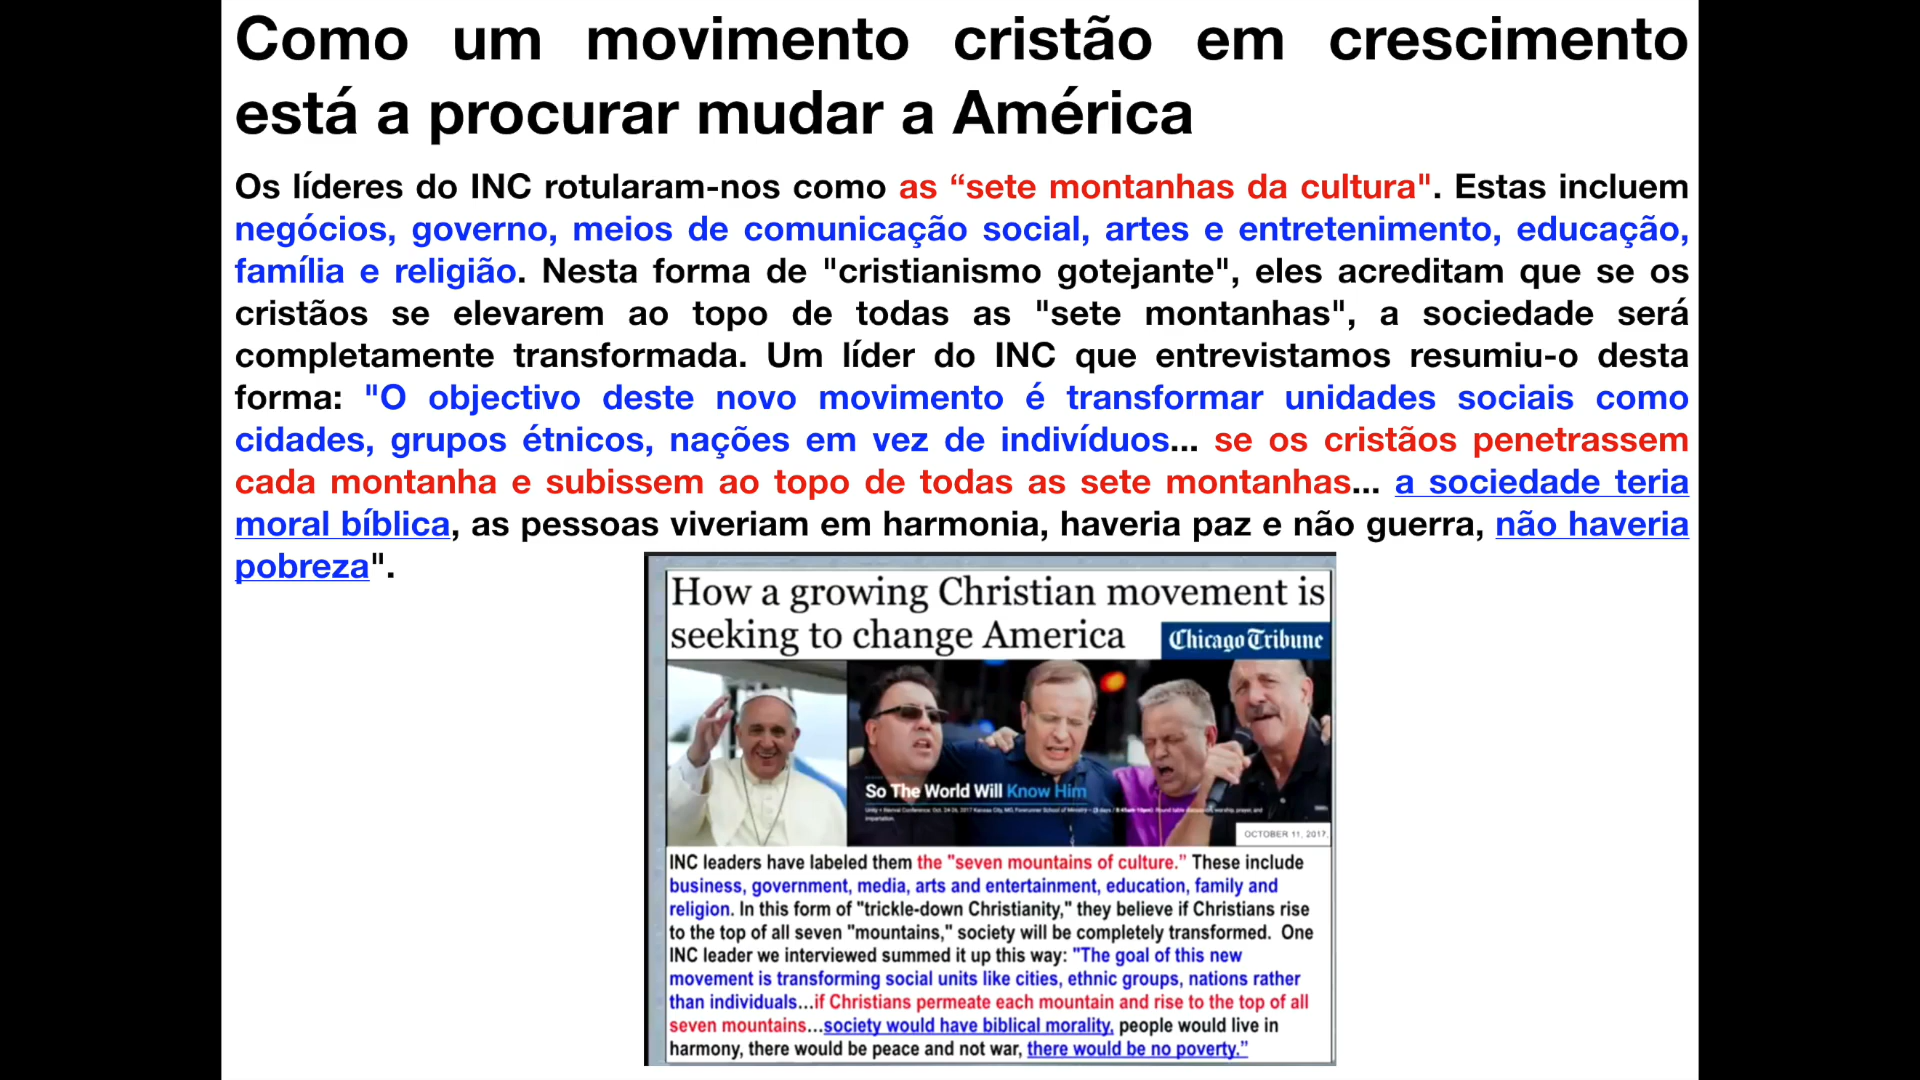 Como um movimento cristão em crescimento
está a procurar mudar a América
Os líderes do INC rotularam-nos como as “sete montanhas da cultura". Estas incluem
negócios, governo, meios de comunicação social, artes e entretenimento, educação,
família e religião. Nesta forma de "cristianismo gotejante", eles acreditam que se os
cristãos se elevarem ao topo de todas as "sete montanhas", a sociedade será
completamente transformada. Um líder do INC que entrevistamos resumiu-o desta
forma: "O objectivo deste novo movimento é transformar unidades sociais como
cidades, grupos étnicos, nações em vez de indivíduos... se os cristãos penetrassem
cada montanha e subissem ao topo de todas as sete montanhas... a sociedade teria
moral bíblica, as pessoas viveriam em harmonia, haveria paz e não guerra, não haveria
pobreza".
How a growing Christian movement is
seeking to change America
Chicago Tribune
So The World Will Know Him
OCTOBER 11, 2017,
INC leaders have labeled them the "seven mountains of culture.” These include
business, government, media, arts and entertainment, education, family and
religion. In this form of "trickle-down Christianity," they believe if Christians rise
to the top of all seven "mountains," society will be completely transformed. One
INC leader we interviewed summed it up this way: "The goal of this new
movement is transforming social units like cities, ethnic groups, nations rather
than individuals...if Christians permeate each mountain and rise to the top of all
seven mountains...society would have biblical morality, people would live in
harmony, there would be peace and not war, there would be no poverty.”